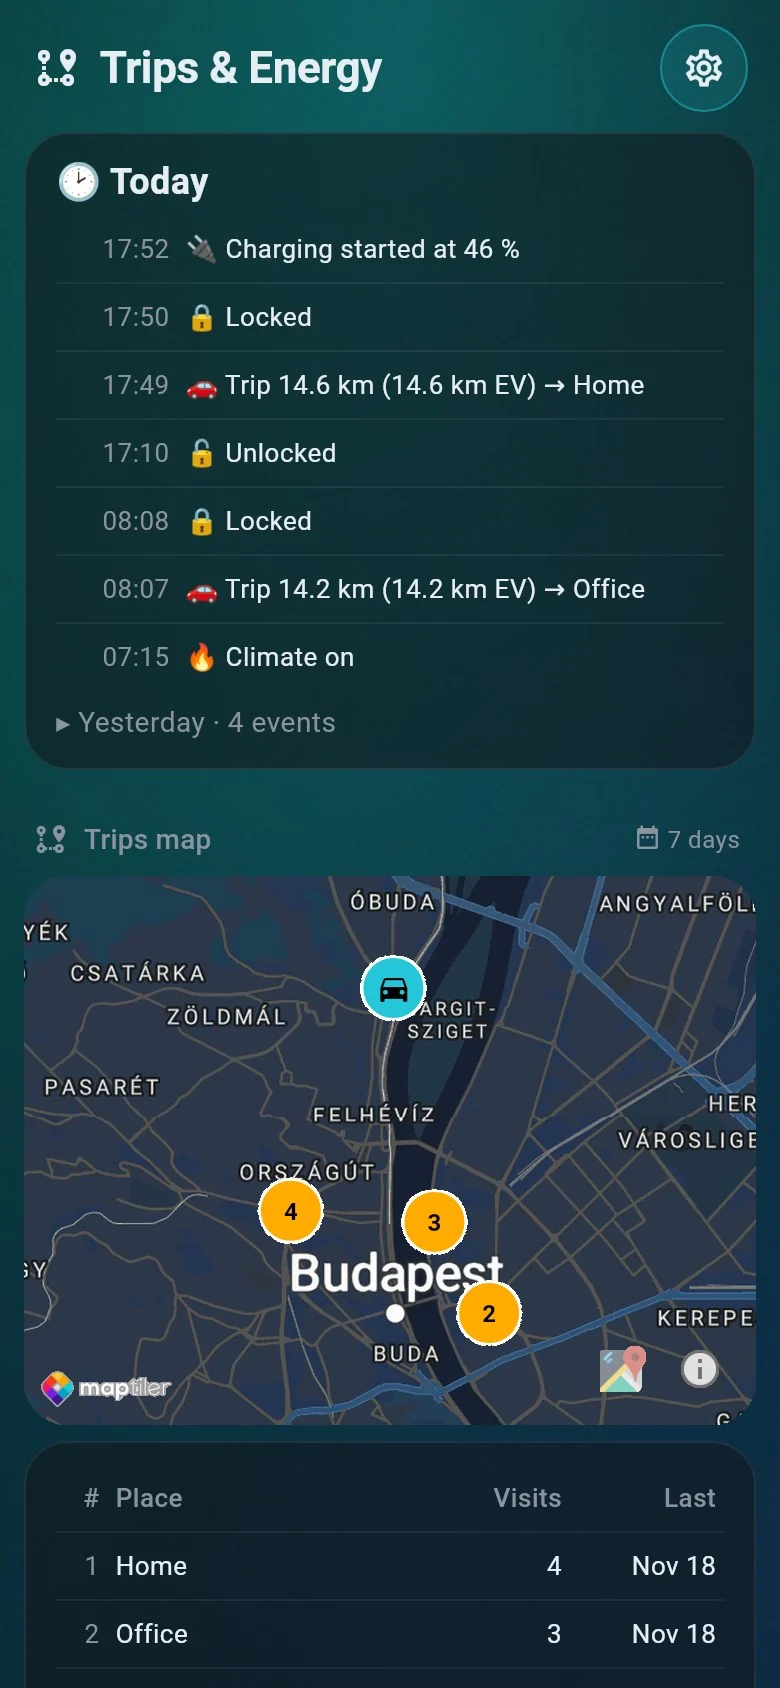 Trips & Energy
Today
17:52 Charging started at 46 %
17:50 Locked
17:49 Trip 14.6 km (14.6 km EV) → Home
17:10 Unlocked
08:08 Locked
08:07 Trip 14.2 km (14.2 km EV) → Office
07:15 Climate on
▸ Yesterday · 4 events
Trips map 7 days
ÓBUDA
ANGYALFÖL
YÉK
CSATÁRKA
ZÖLDMÁL
ARGIT-
SZIGET
PASARÉT
FELHÉVÍZ
HER
VÁROSLIGE
ORSZÁGÚT
4
3
GY
Budapest
2
KEREPE
BUDA
maptiler
# Place Visits Last
1 Home 4 Nov 18
2 Office 3 Nov 18